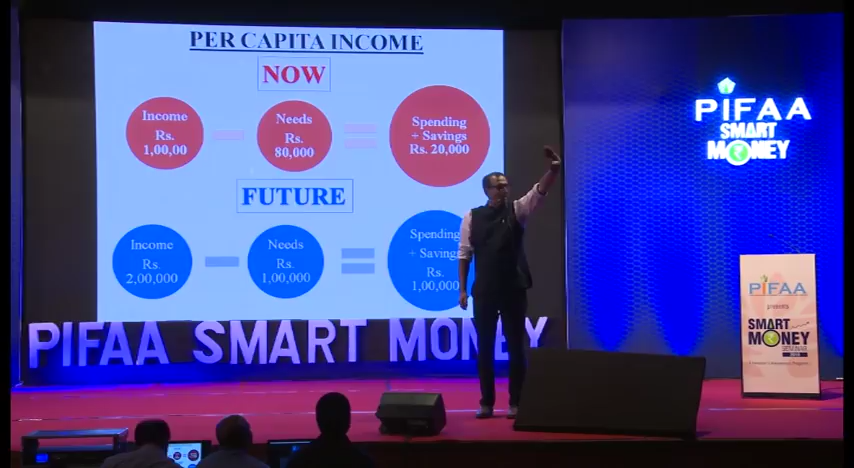 PER CAPITA INCOME
NOW
Income
Rs.
1,00,00
Needs
Rs.
80,000
Spending
+ Savings
Rs. 20,000
FUTURE
Income
Rs.
2,00,000
Needs
Rs.
1,00,000
Spending
+ Savings
Rs.
1,00,000
PIFAA SMART MONEY
PIFAA
SMART
MONEY
PIFAA
presents
SMART
MONEY